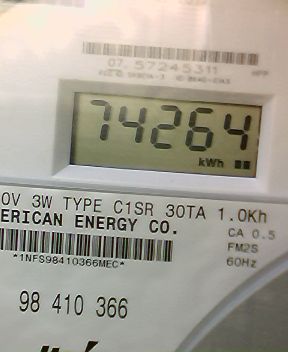 07 57245311
74264
kWh
0V 3W TYPE C1SR 30TA 1.0Kh
ERICAN ENERGY CO.
CA 0.5
FM2S
60Hz
*1NFS98410366MEC*
98 410 366